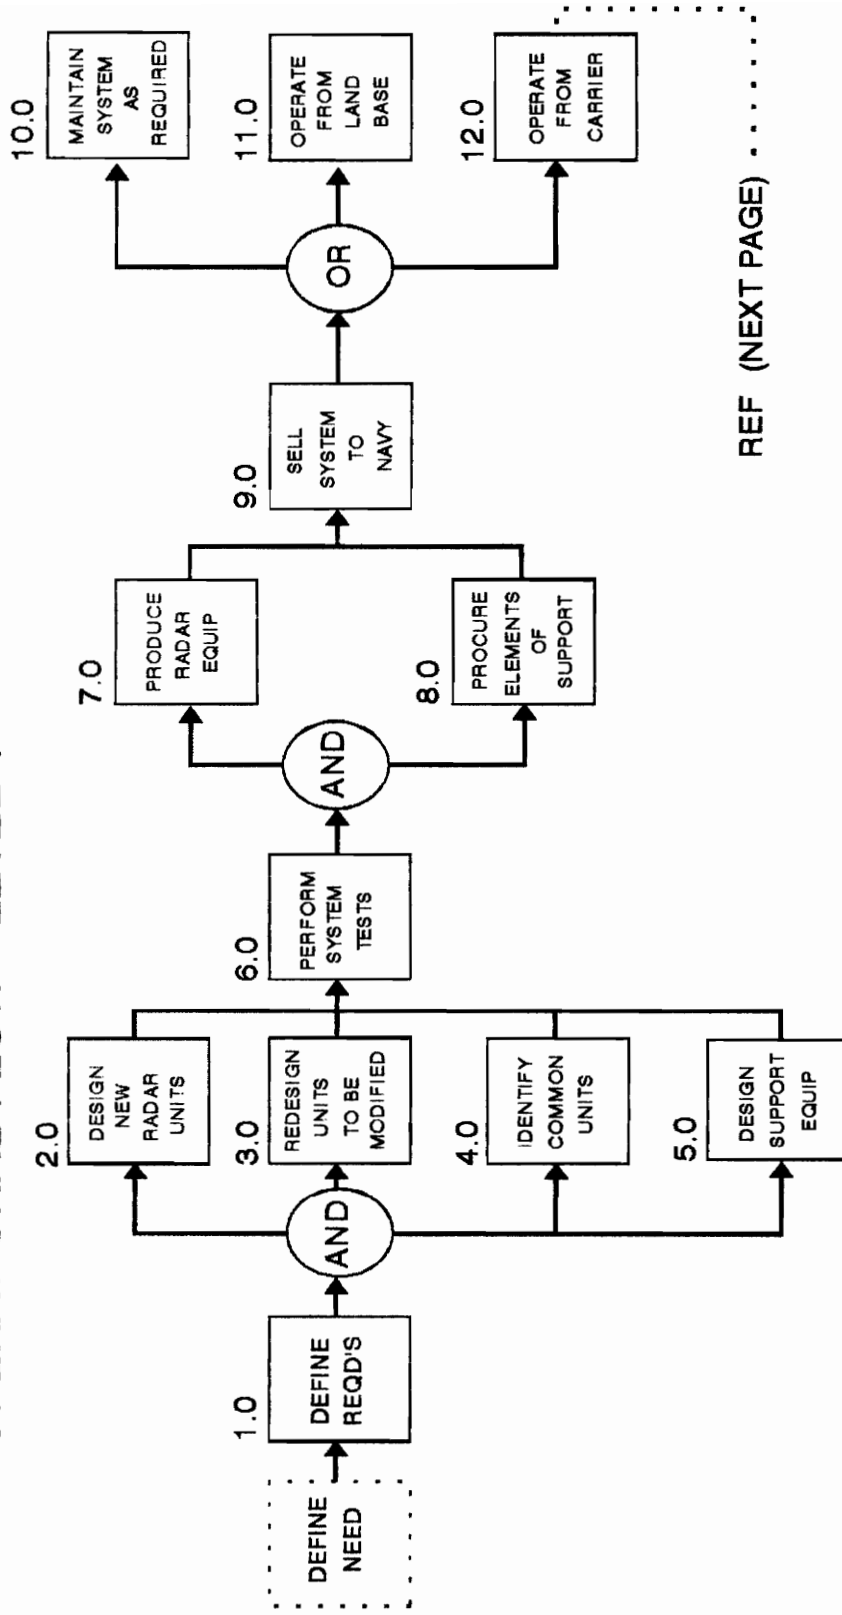 DEFINE
NEED
1.0
DEFINE
REQD'S
AND
2.0
DESIGN
NEW
RADAR
UNITS
3.0
REDESIGN
UNITS
TO BE
MODIFIED
4.0
IDENTIFY
COMMON
UNITS
5.0
DESIGN
SUPPORT
EQUIP
6.0
PERFORM
SYSTEM
TESTS
AND
7.0
PRODUCE
RADAR
EQUIP
8.0
PROCURE
ELEMENTS
OF
SUPPORT
9.0
SELL
SYSTEM
TO
NAVY
OR
10.0
MAINTAIN
SYSTEM
AS
REQUIRED
11.0
OPERATE
FROM
LAND
BASE
12.0
OPERATE
FROM
CARRIER
REF (NEXT PAGE)